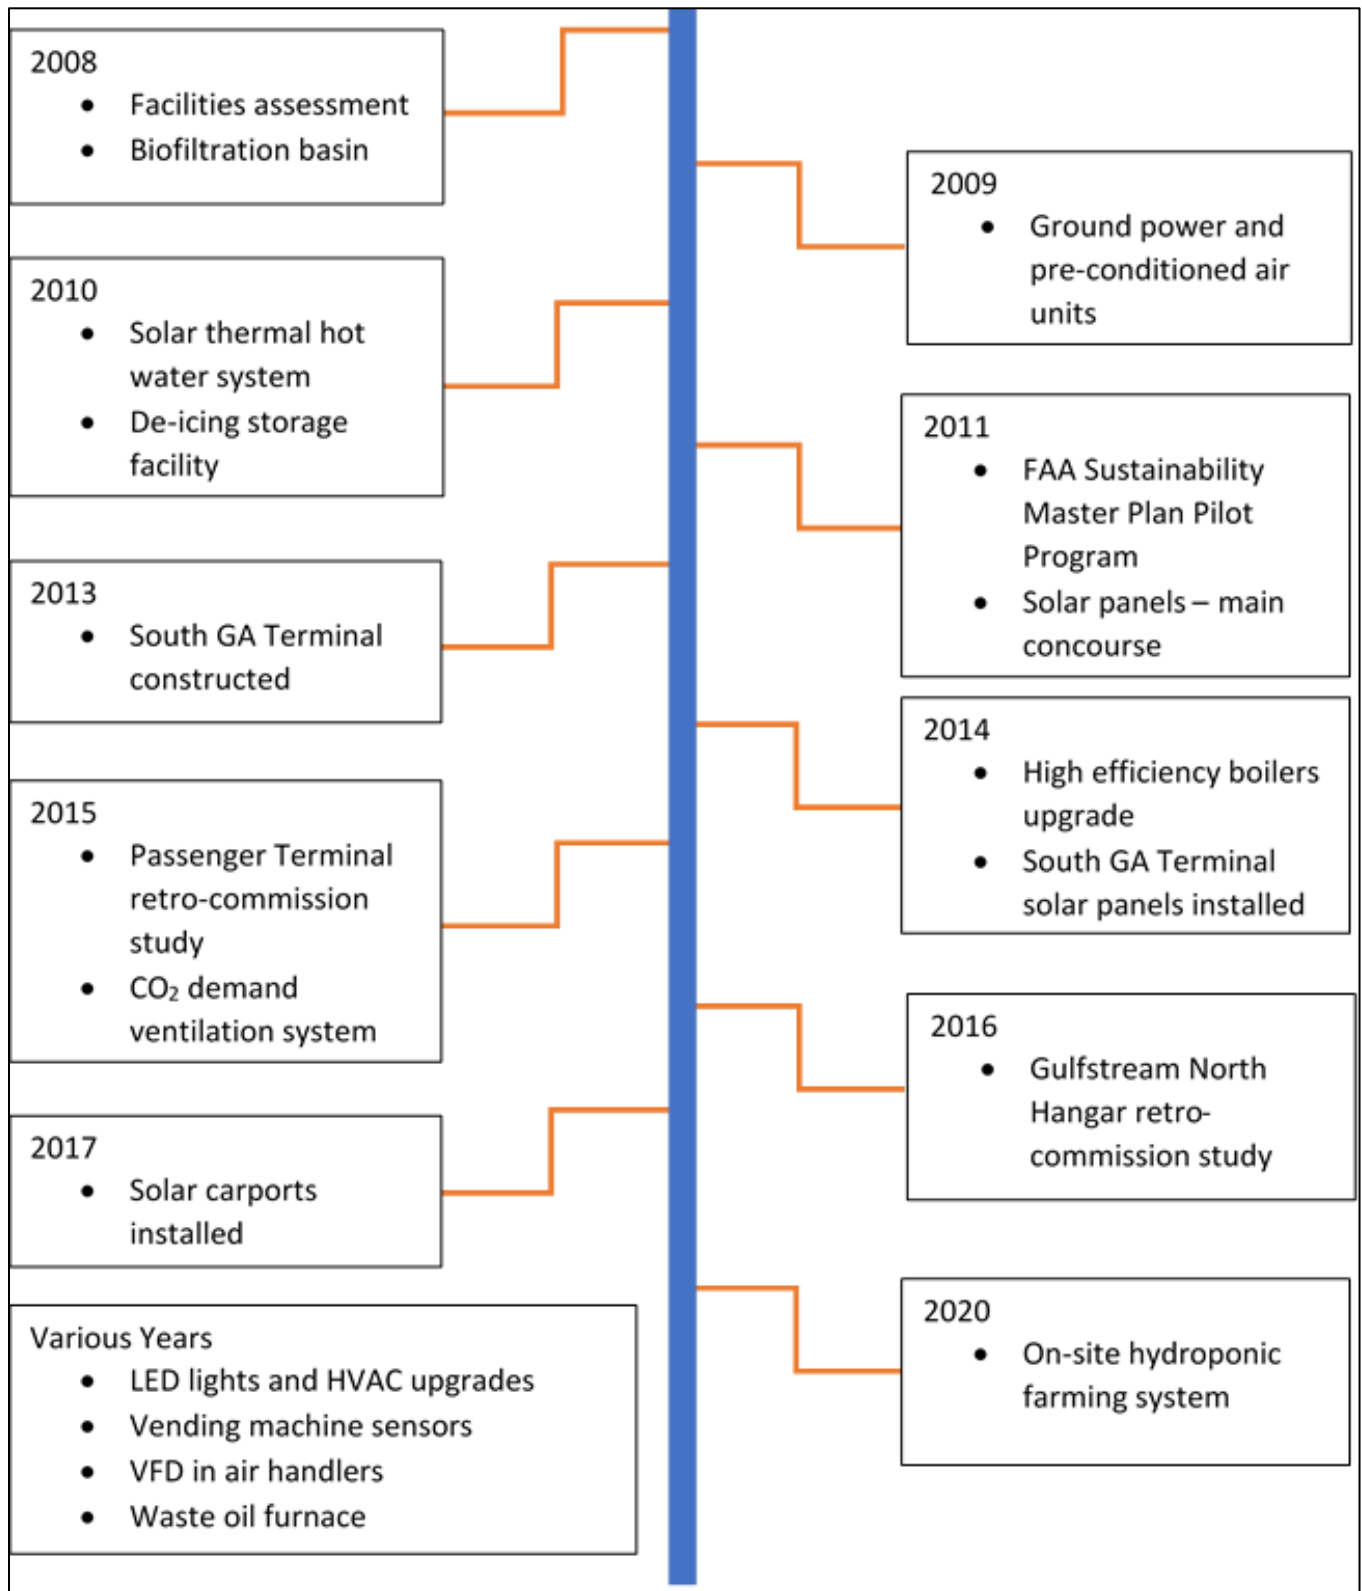 2008
• Facilities assessment
• Biofiltration basin
2009
• Ground power and
pre-conditioned air
units
2010
• Solar thermal hot
water system
• De-icing storage
facility
2011
• FAA Sustainability
Master Plan Pilot
Program
• Solar panels – main
concourse
2013
• South GA Terminal
constructed
2014
• High efficiency boilers
upgrade
• South GA Terminal
solar panels installed
2015
• Passenger Terminal
retro-commission
study
• CO₂ demand
ventilation system
2016
• Gulfstream North
Hangar retro-
commission study
2017
• Solar carports
installed
2020
• On-site hydroponic
farming system
Various Years
• LED lights and HVAC upgrades
• Vending machine sensors
• VFD in air handlers
• Waste oil furnace